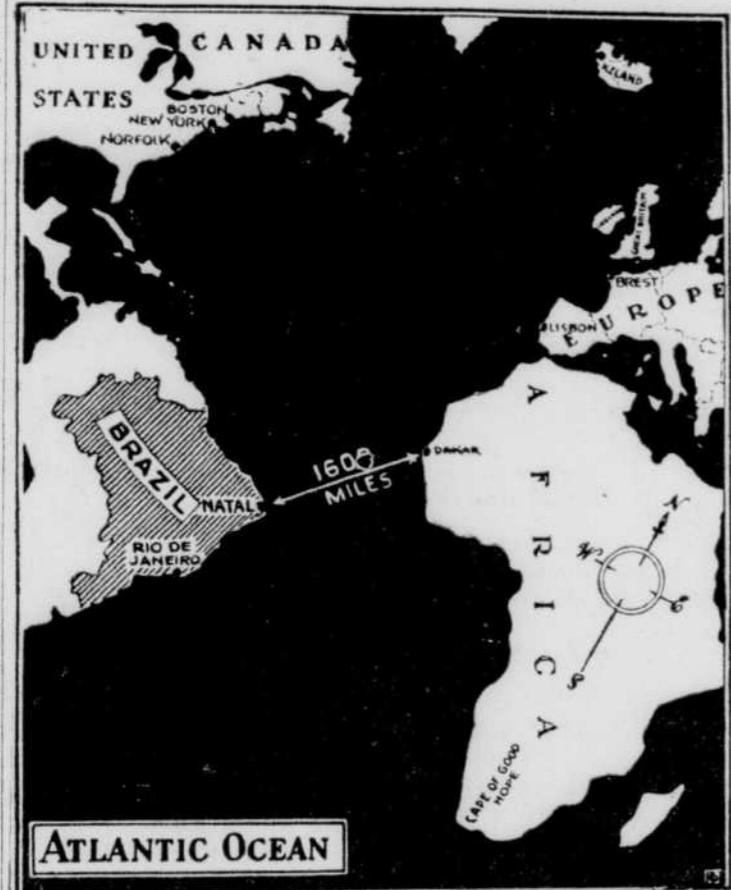 UNITED
STATES
CANADA
ICELAND
BOSTON
NEW YORK
NORFOLK
GREAT BRITAIN
BREST
EUROPE
LISBON
AFRICA
DAKAR
1600
MILES
BRAZIL
NATAL
RIO DE
JANEIRO
N
W
E
S
CAPE OF GOOD
HOPE
ATLANTIC OCEAN